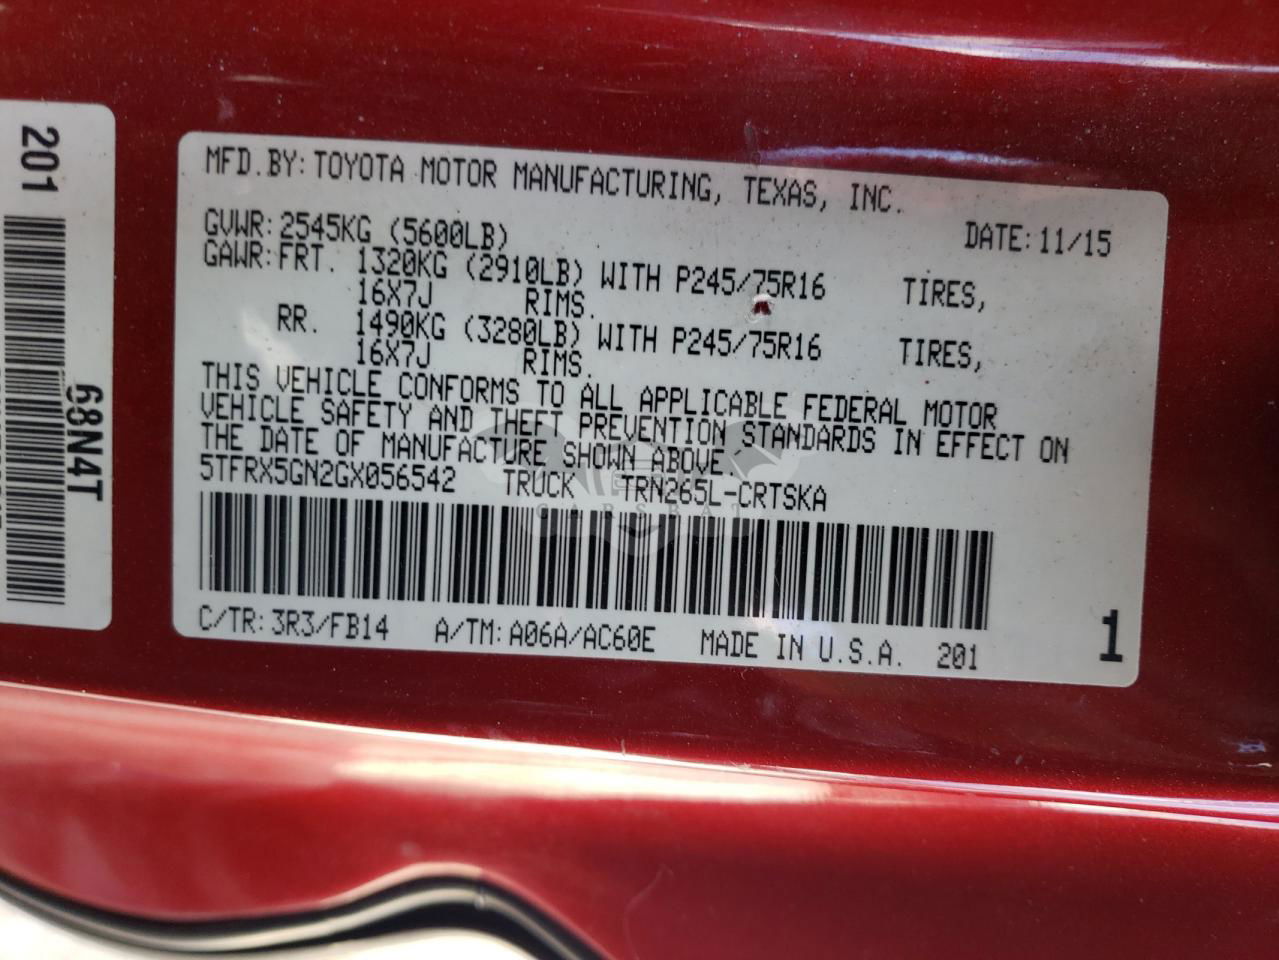 201
68N4T
MFD.BY: TOYOTA MOTOR MANUFACTURING, TEXAS, INC.
GVWR: 2545KG (5600LB) DATE: 11/15
GAWR: FRT. 1320KG (2910LB) WITH P245/75R16 TIRES,
16X7J RIMS.
RR. 1490KG (3280LB) WITH P245/75R16 TIRES,
16X7J RIMS.
THIS VEHICLE CONFORMS TO ALL APPLICABLE FEDERAL MOTOR
VEHICLE SAFETY AND THEFT PREVENTION STANDARDS IN EFFECT ON
THE DATE OF MANUFACTURE SHOWN ABOVE.
5TFRX5GN2GX056542 TRUCK TRN265L-CRTSKA
CARSBAT
C/TR: 3R3/FB14 A/TM: A06A/AC60E MADE IN U.S.A. 201
1